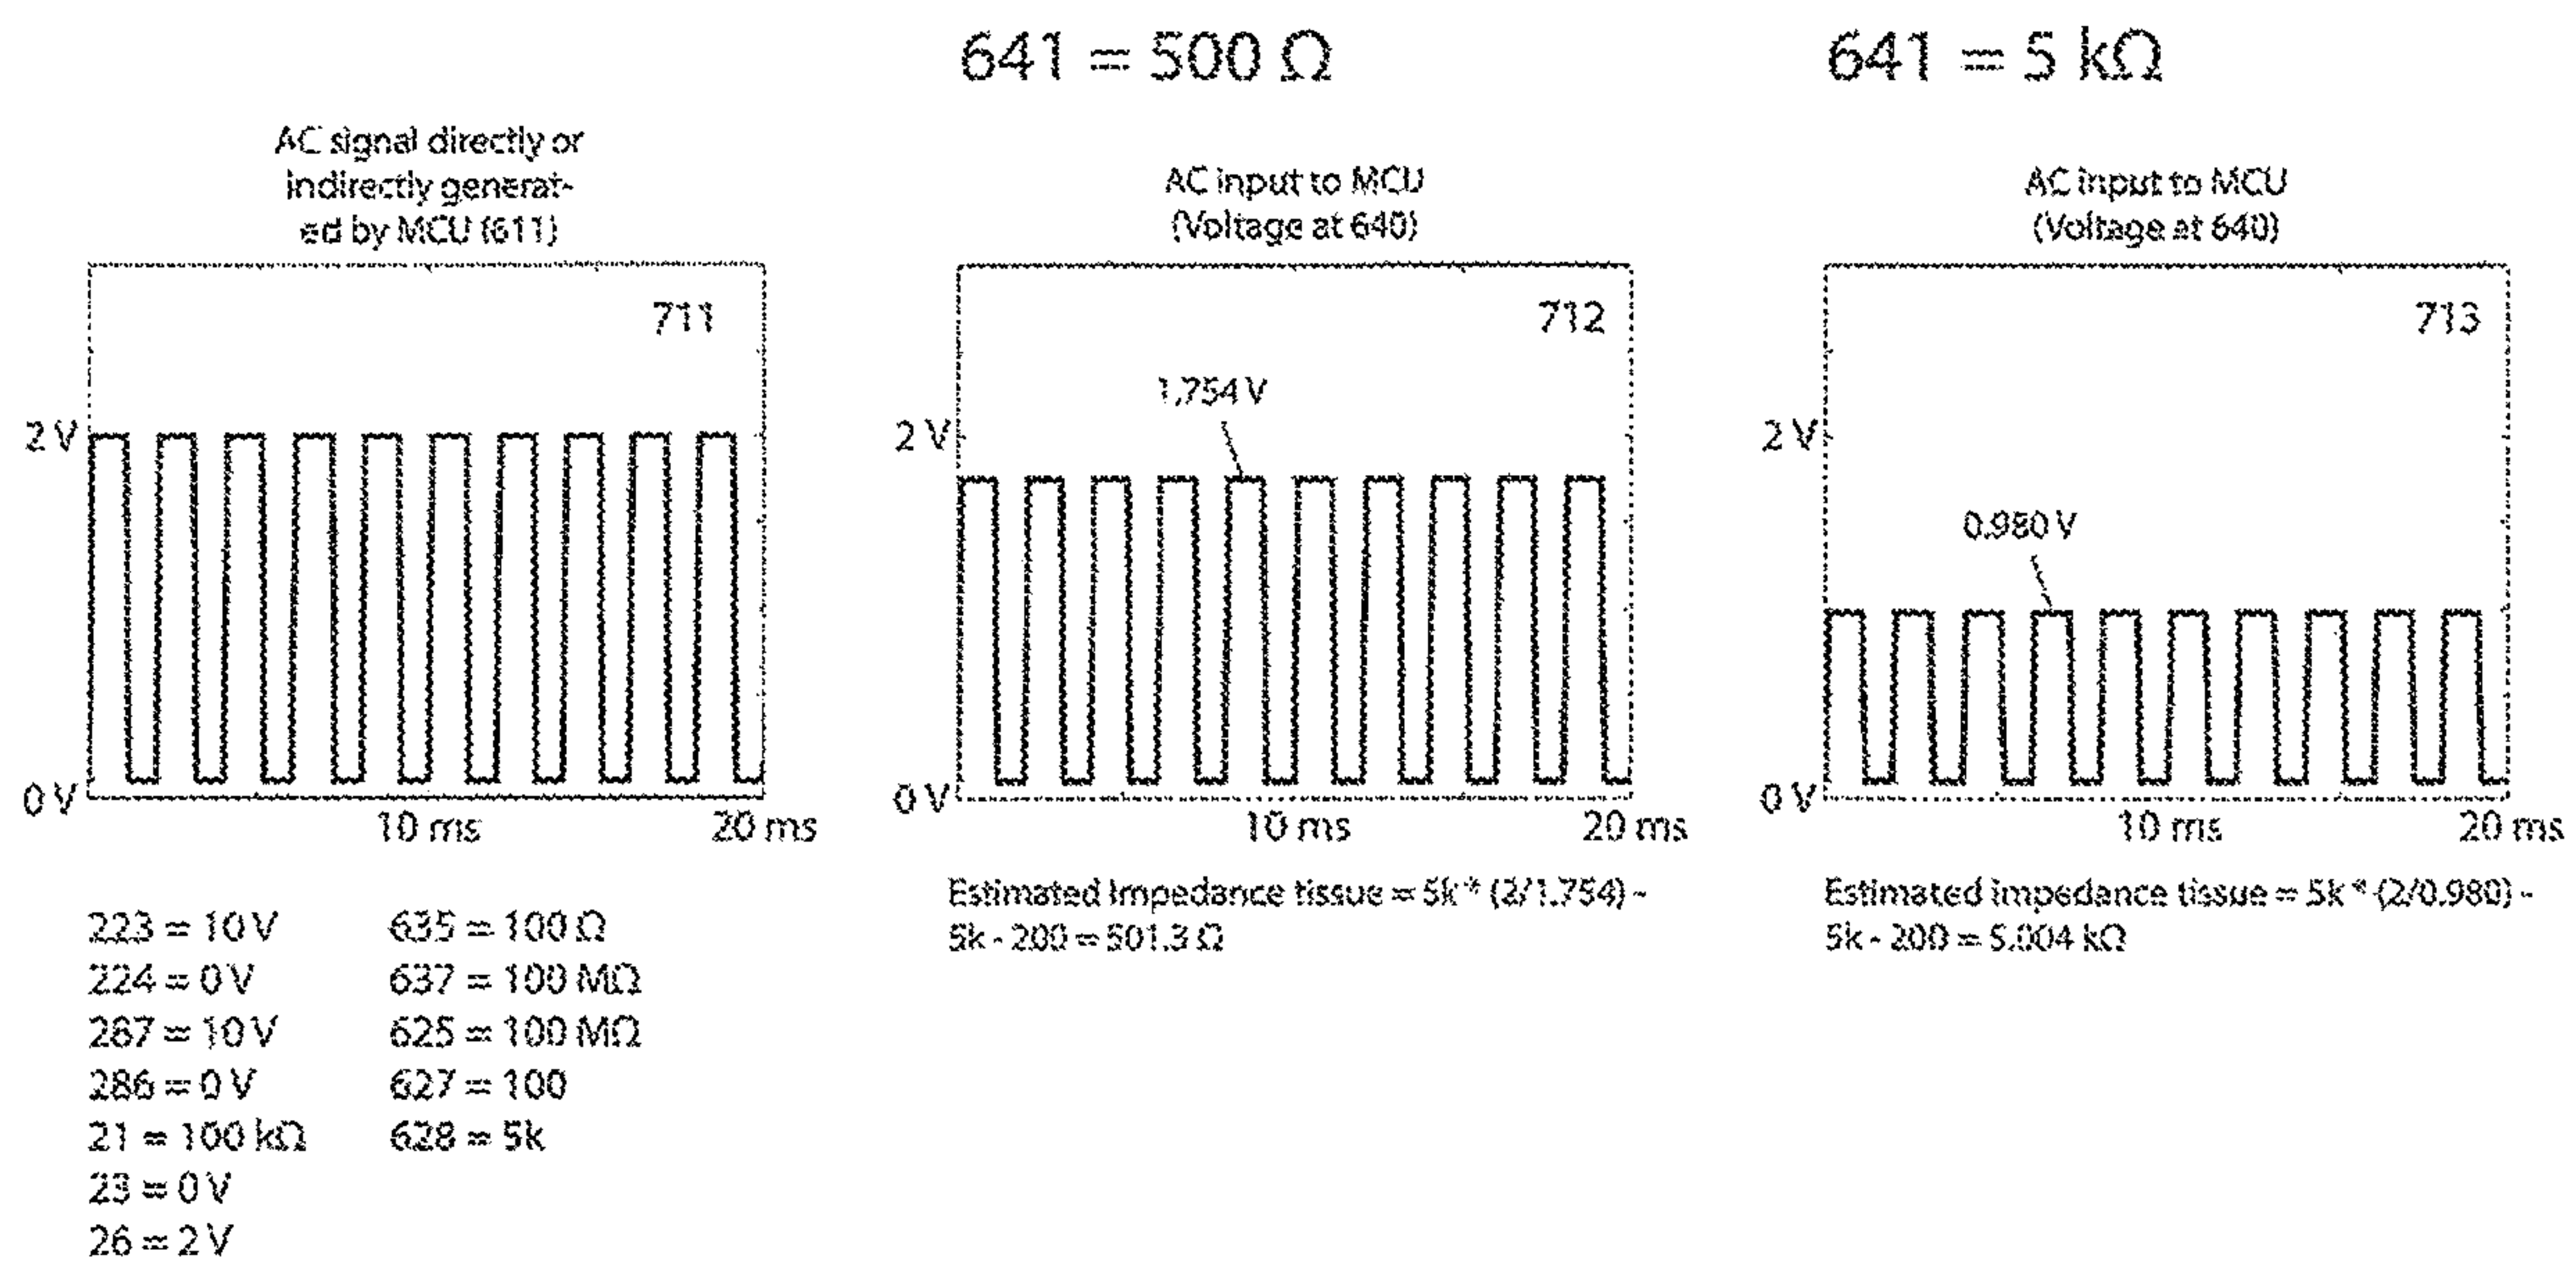 641 = 500 Ω
641 = 5 kΩ
AC signal directly or
indirectly generat-
ed by MCU (611)
AC input to MCU
(Voltage at 640)
AC input to MCU
(Voltage at 640)
711
712
713
1.754 V
0.980 V
2 V
2 V
2 V
0 V
0 V
0 V
10 ms
20 ms
10 ms
20 ms
10 ms
20 ms
Estimated impedance tissue = 5k * (2/1.754) -
5k - 200 = 501.3 Ω
Estimated impedance tissue = 5k * (2/0.980) -
5k - 200 = 5.004 kΩ
223 = 10 V
224 = 0 V
287 = 10 V
286 = 0 V
21 = 100 kΩ
23 = 0 V
26 = 2 V
635 = 100 Ω
637 = 100 MΩ
625 = 100 MΩ
627 = 100
628 = 5k